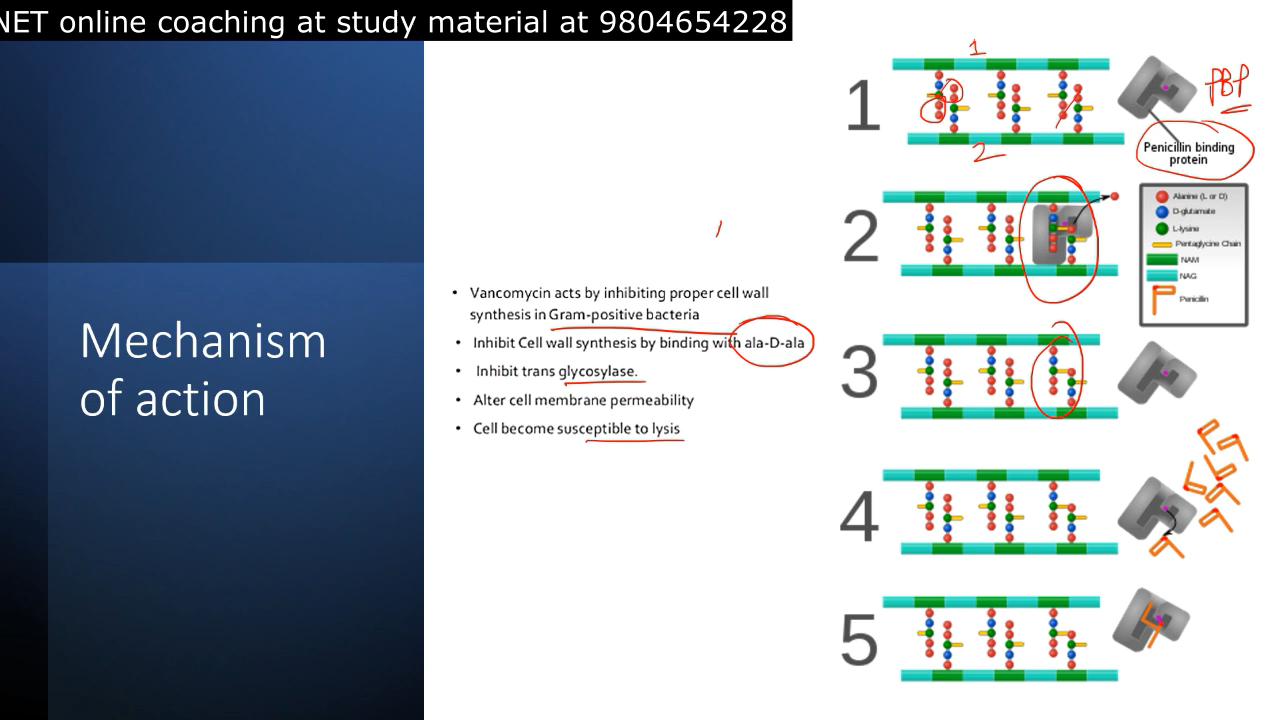 NET online coaching at study material at 9804654228
Mechanism
of action
• Vancomycin acts by inhibiting proper cell wall
synthesis in Gram-positive bacteria
• Inhibit Cell wall synthesis by binding with ala-D-ala
• Inhibit trans glycosylase.
• Alter cell membrane permeability
• Cell become susceptible to lysis
1
1
2
PBP
Penicillin binding
protein
2
Alanine (L or D)
D-glutamate
L-lysine
Pentaglycine Chain
NAM
NAG
Penicillin
3
4
5